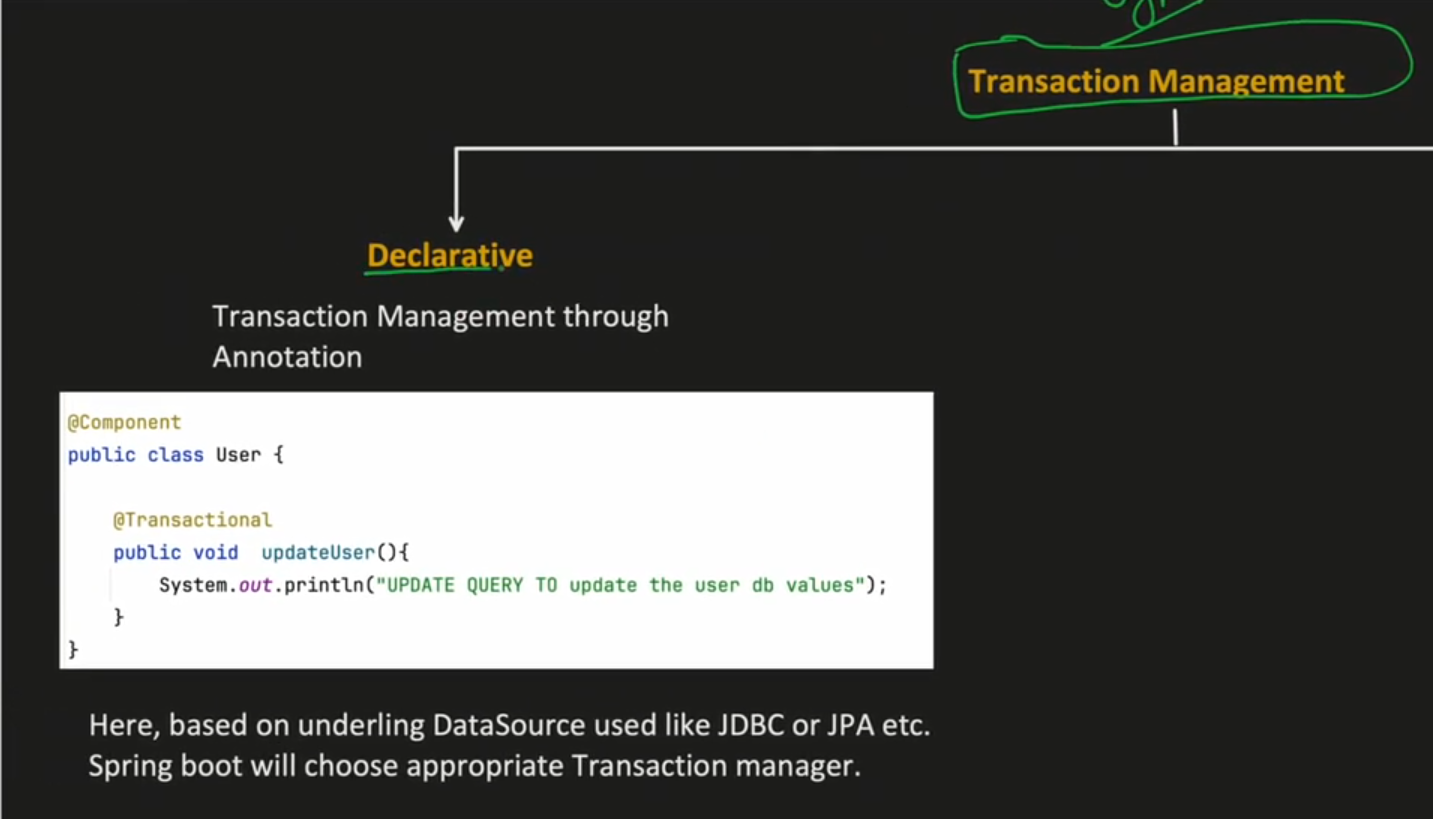 Transaction Management
Declarative
Transaction Management through
Annotation
@Component
public class User {
@Transactional
public void updateUser(){
System.out.println("UPDATE QUERY TO update the user db values");
}
}
Here, based on underling DataSource used like JDBC or JPA etc.
Spring boot will choose appropriate Transaction manager.